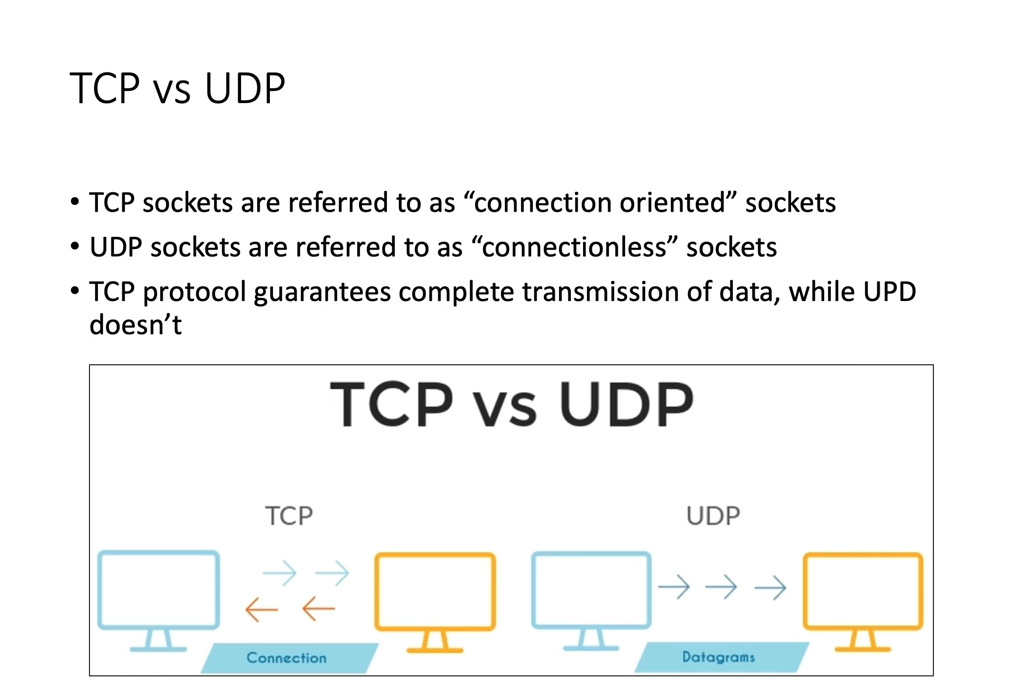 TCP vs UDP
• TCP sockets are referred to as “connection oriented” sockets
• UDP sockets are referred to as “connectionless” sockets
• TCP protocol guarantees complete transmission of data, while UPD
doesn’t
TCP vs UDP
TCP
UDP
Connection
Datagrams